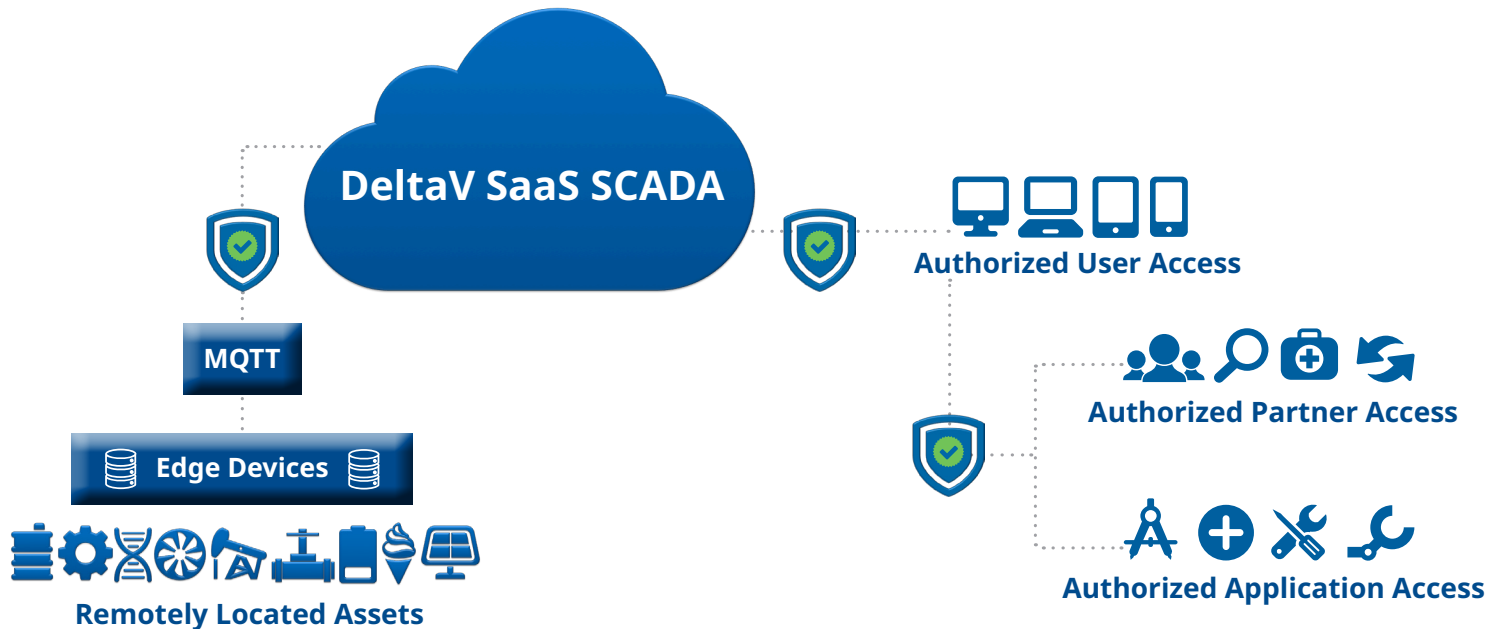 DeltaV SaaS SCADA
Authorized User Access
MQTT
Authorized Partner Access
Edge Devices
Authorized Application Access
Remotely Located Assets